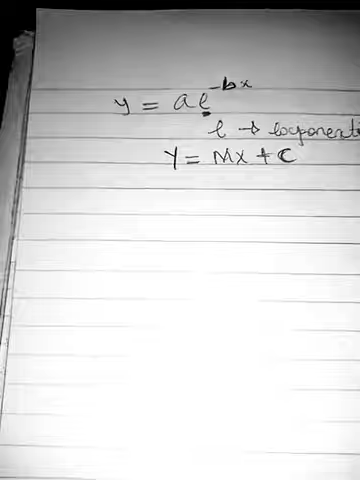 y = ae^-bx
e → exponenti
Y = MX + C